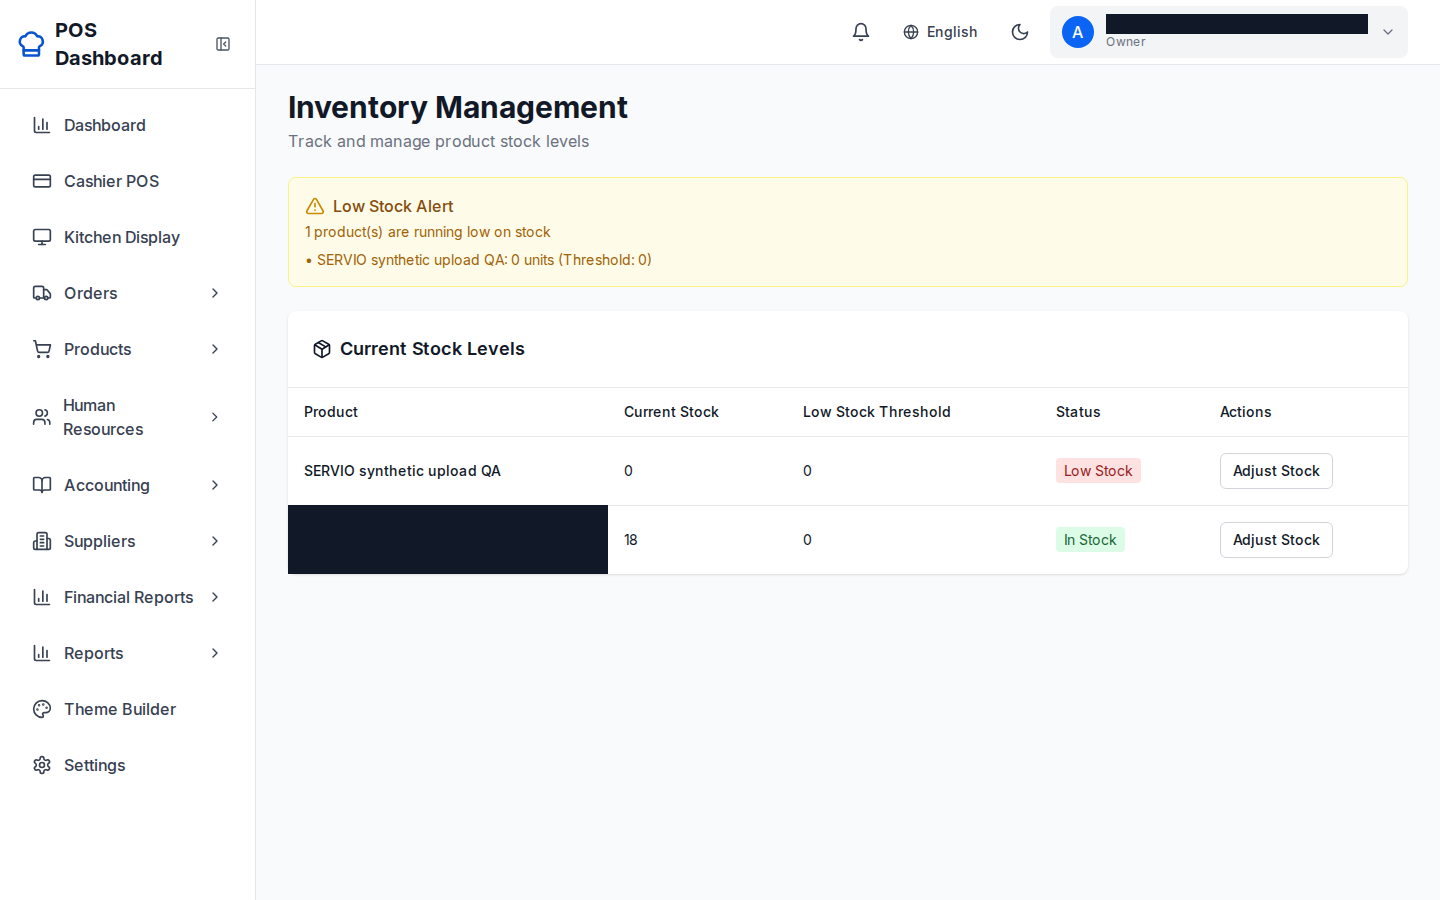 POS
Dashboard
English
A
Owner
Dashboard
Cashier POS
Kitchen Display
Orders
Products
Human
Resources
Accounting
Suppliers
Financial Reports
Reports
Theme Builder
Settings
Inventory Management
Track and manage product stock levels
Low Stock Alert
1 product(s) are running low on stock
• SERVIO synthetic upload QA: 0 units (Threshold: 0)
Current Stock Levels
Product Current Stock Low Stock Threshold Status Actions
SERVIO synthetic upload QA 0 0 Low Stock Adjust Stock
18 0 In Stock Adjust Stock